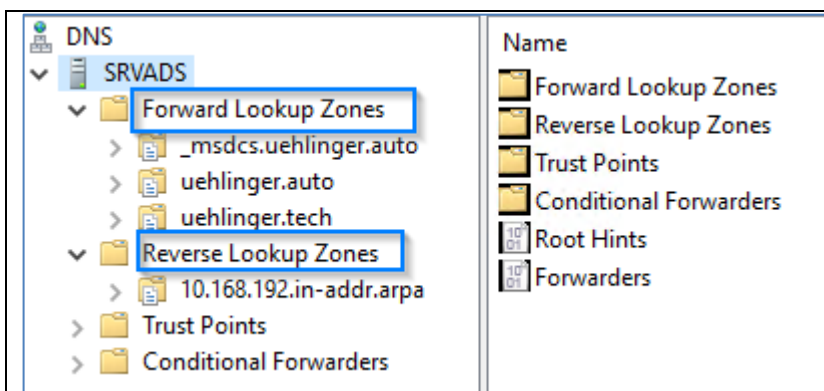 DNS
SRVADS
Forward Lookup Zones
_msdcs.uehlinger.auto
uehlinger.auto
uehlinger.tech
Reverse Lookup Zones
10.168.192.in-addr.arpa
Trust Points
Conditional Forwarders
Name
Forward Lookup Zones
Reverse Lookup Zones
Trust Points
Conditional Forwarders
Root Hints
Forwarders